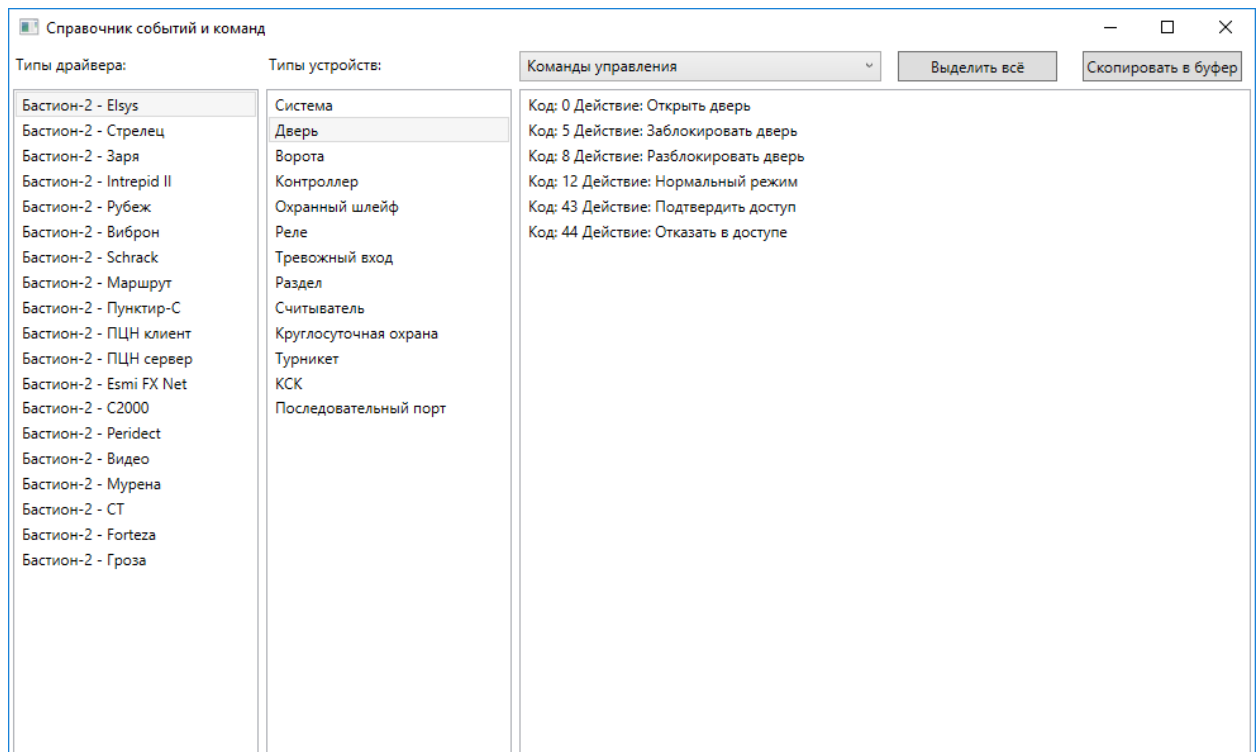 Справочник событий и команд
Типы драйвера:
Типы устройств:
Команды управления
Выделить всё
Скопировать в буфер
Бастион-2 - Elsys
Бастион-2 - Стрелец
Бастион-2 - Заря
Бастион-2 - Intrepid II
Бастион-2 - Рубеж
Бастион-2 - Виброн
Бастион-2 - Schrack
Бастион-2 - Маршрут
Бастион-2 - Пунктир-С
Бастион-2 - ПЦН клиент
Бастион-2 - ПЦН сервер
Бастион-2 - Esmi FX Net
Бастион-2 - С2000
Бастион-2 - Peridect
Бастион-2 - Видео
Бастион-2 - Мурена
Бастион-2 - СТ
Бастион-2 - Forteza
Бастион-2 - Гроза
Система
Дверь
Ворота
Контроллер
Охранный шлейф
Реле
Тревожный вход
Раздел
Считыватель
Круглосуточная охрана
Турникет
КСК
Последовательный порт
Код: 0 Действие: Открыть дверь
Код: 5 Действие: Заблокировать дверь
Код: 8 Действие: Разблокировать дверь
Код: 12 Действие: Нормальный режим
Код: 43 Действие: Подтвердить доступ
Код: 44 Действие: Отказать в доступе